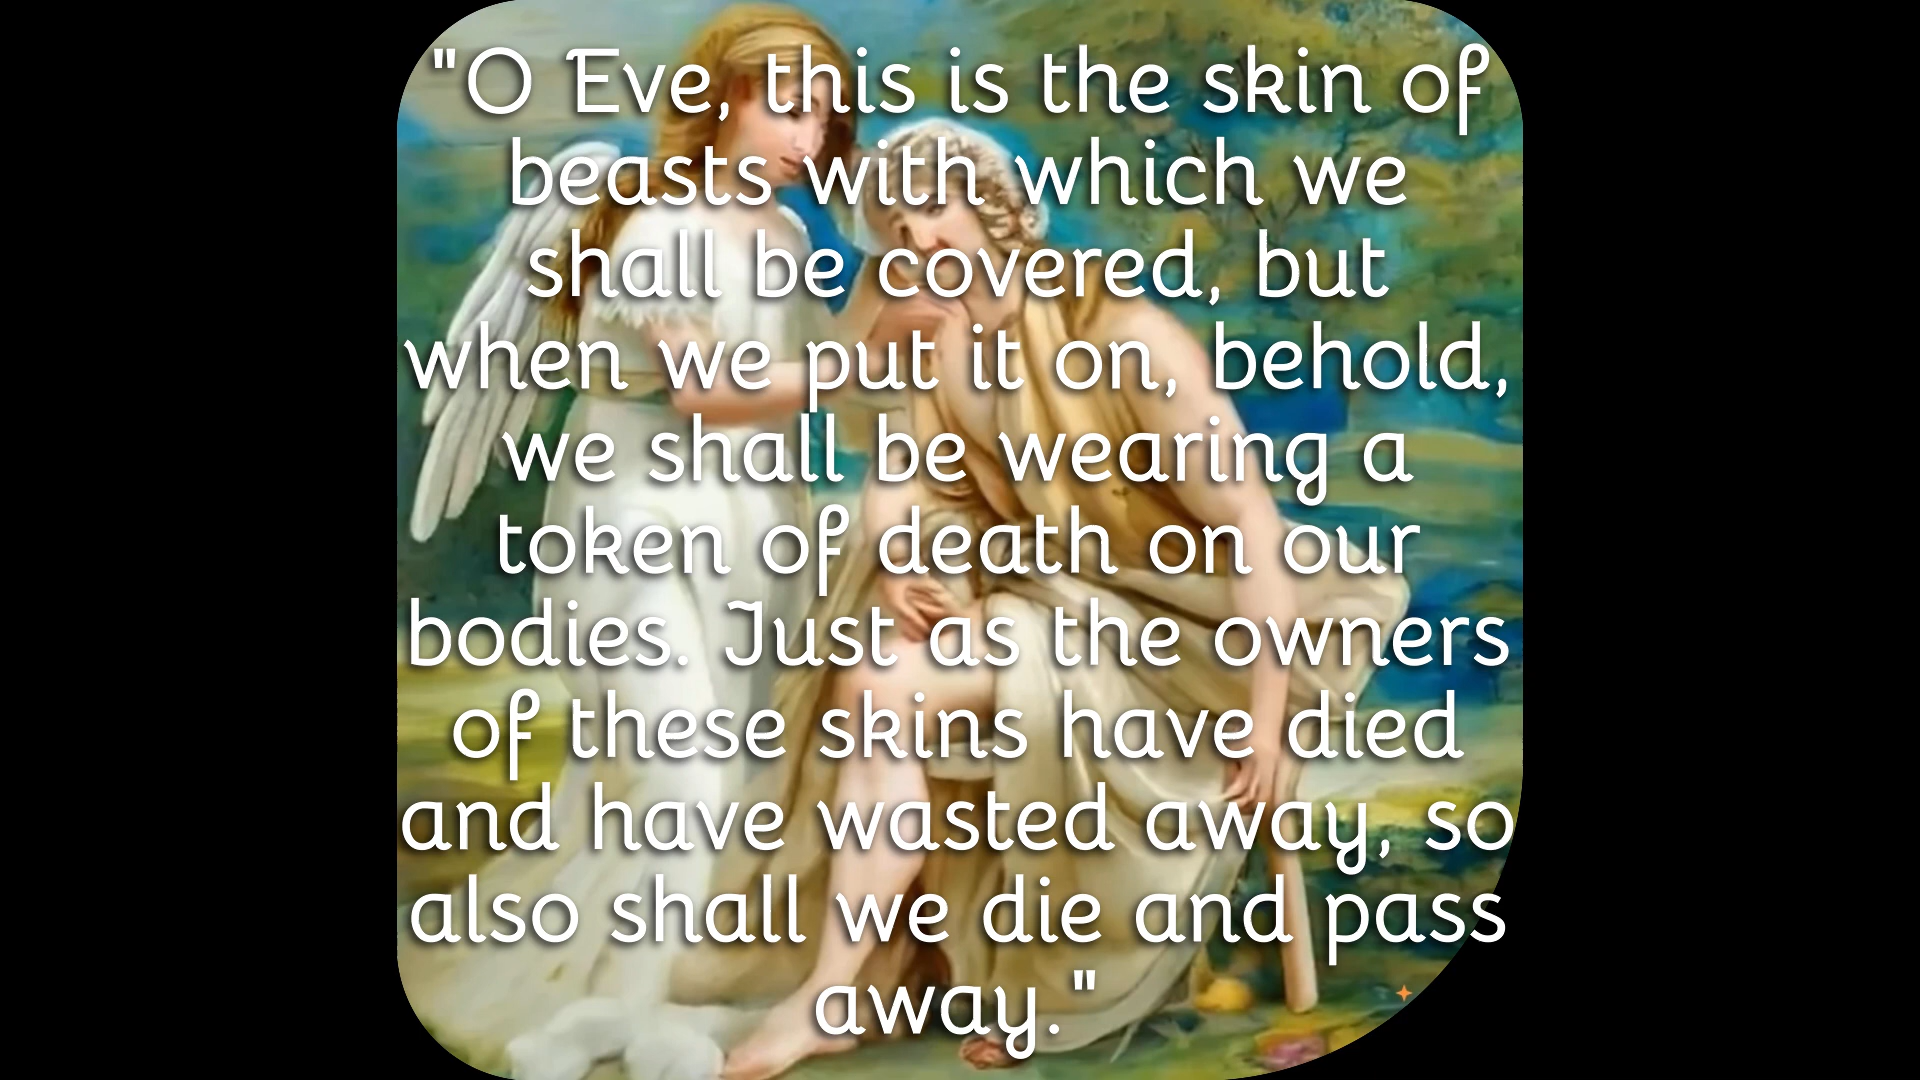 "O Eve, this is the skin of
beasts with which we
shall be covered, but
when we put it on, behold,
we shall be wearing a
token of death on our
bodies. Just as the owners
of these skins have died
and have wasted away, so
also shall we die and pass
away."